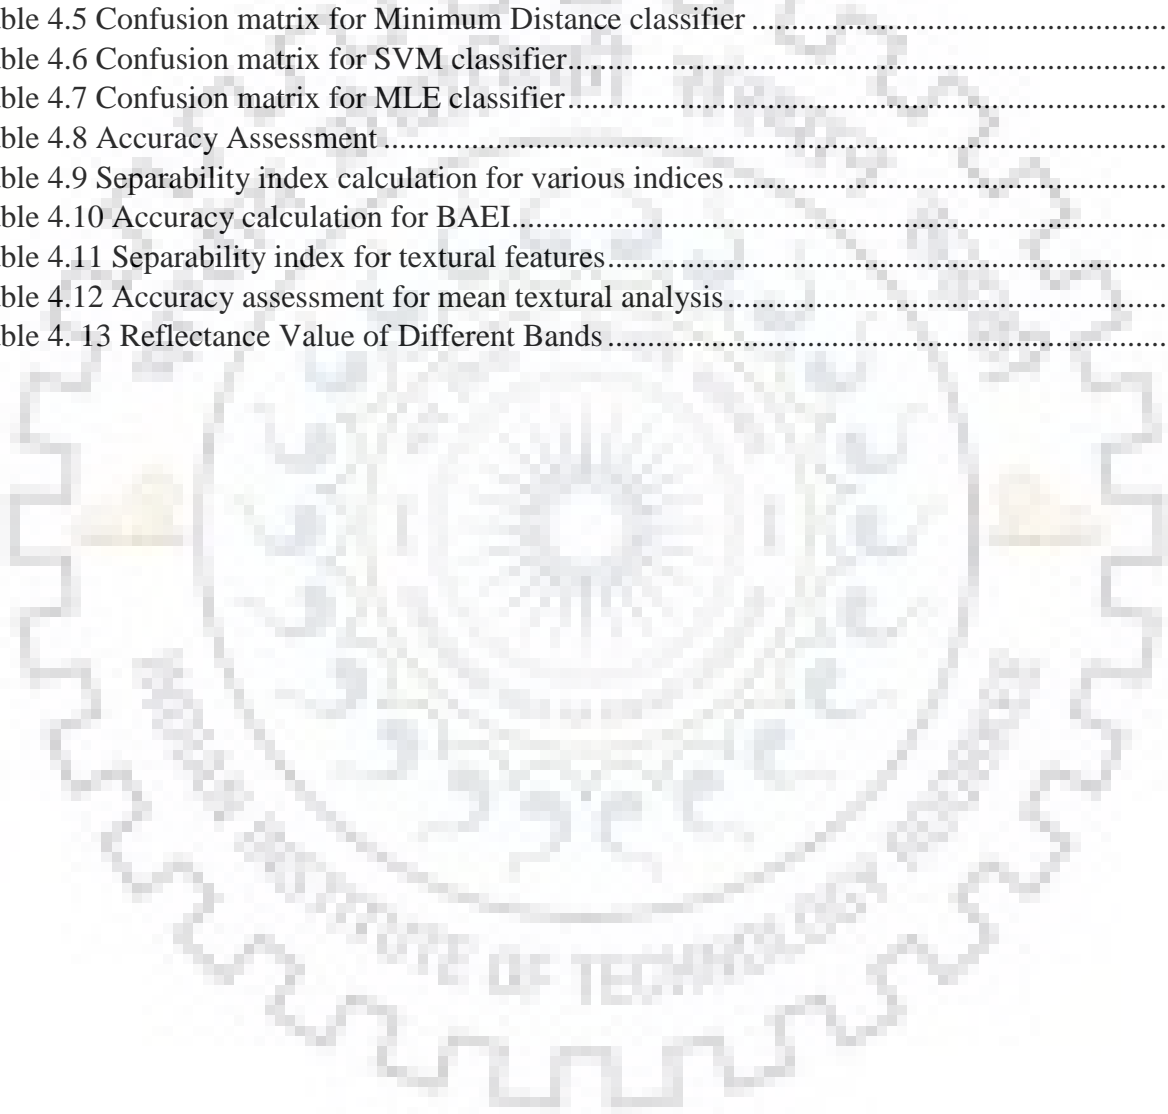 ble 4.5 Confusion matrix for Minimum Distance classifier
ble 4.6 Confusion matrix for SVM classifier
ble 4.7 Confusion matrix for MLE classifier
ble 4.8 Accuracy Assessment
ble 4.9 Separability index calculation for various indices
ble 4.10 Accuracy calculation for BAEI
ble 4.11 Separability index for textural features
ble 4.12 Accuracy assessment for mean textural analysis
ble 4. 13 Reflectance Value of Different Bands
INSTITUTE OF TECHNOLOGY